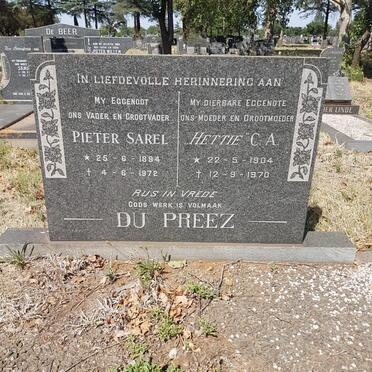 DE BEER
IN LIEFDEVOLLE HERINNERING AAN
MY EGGENOOT
ONS VADER EN GROOTVADER
PIETER SAREL
* 25-6-1894
✝ 4-6-1972
MY DIERBARE EGGENOTE
ONS MOEDER EN GROOTMOEDER
HETTIE C.A.
* 22-5-1904
✝ 12-9-1970
RUS IN VREDE
GODS WERK IS VOLMAAK
DU PREEZ